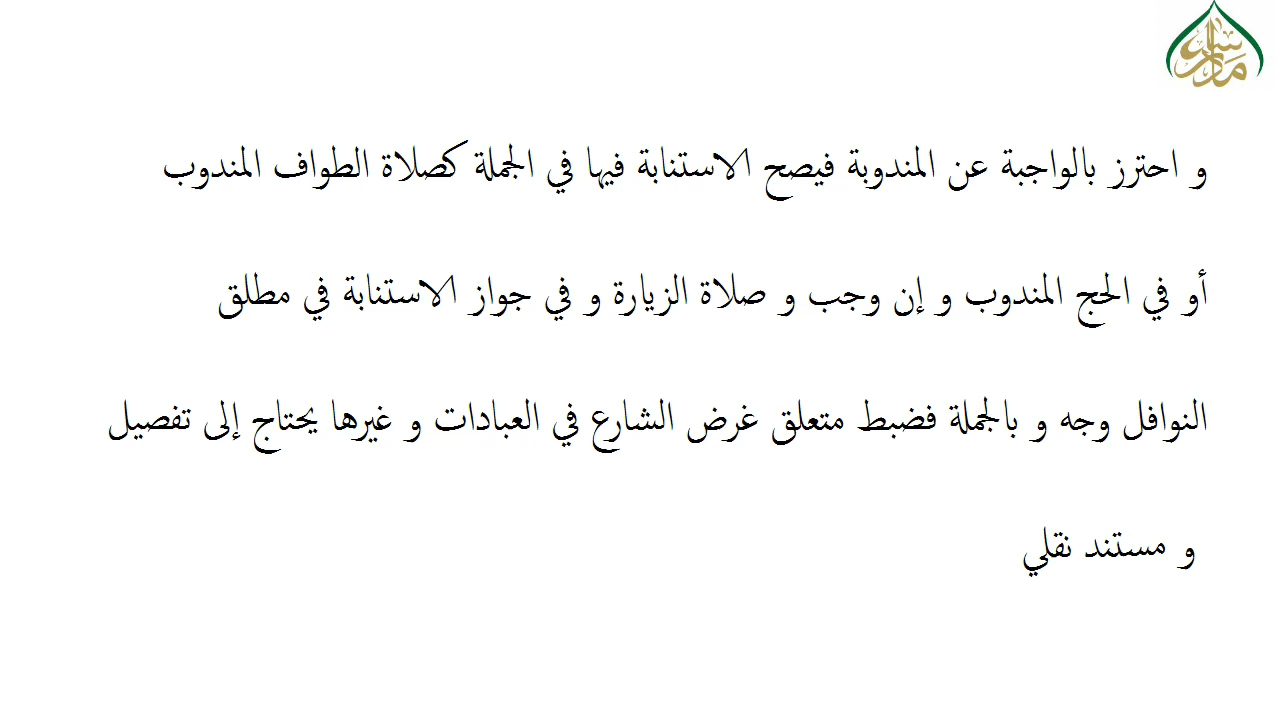 مدارسنا
و احترز بالواجبة عن المندوبة فيصح الاستنابة فيها في الجملة كصلاة الطواف المندوب
أو في الحج المندوب و إن وجب و صلاة الزيارة و في جواز الاستنابة في مطلق
النوافل وجه و بالجملة فضبط متعلق غرض الشارع في العبادات و غيرها يحتاج إلى تفصيل
و مستند نقلي